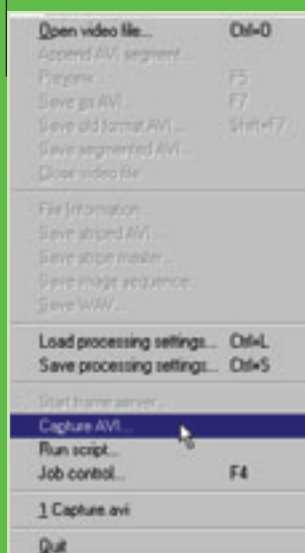 Open video file... Ctrl+O
Append AVI segment...
Preview... F5
Save as AVI... F7
Save old format AVI... Shift+F7
Save segmented AVI...
Close video file
File Information...
Save striped AVI...
Save stripe master...
Save image sequence...
Save WAV...
Load processing settings... Ctrl+L
Save processing settings... Ctrl+S
Start frame server...
Capture AVI...
Run script...
Job control... F4
1 Capture.avi
Quit